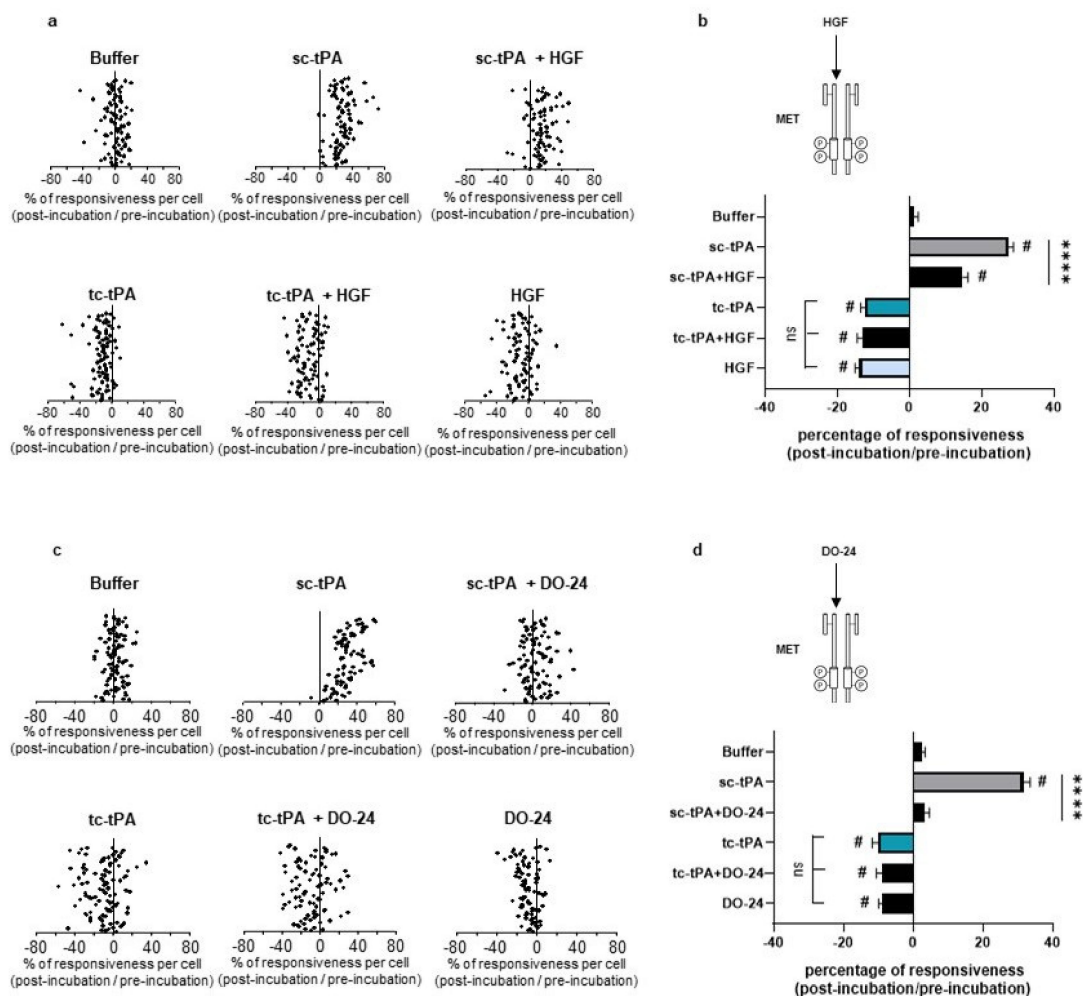 a
Buffer
sc-tPA
sc-tPA + HGF
-80 -40 0 40 80
-80 -40 0 40 80
-80 -40 0 40 80
% of responsiveness per cell
(post-incubation / pre-incubation)
% of responsiveness per cell
(post-incubation / pre-incubation)
% of responsiveness per cell
(post-incubation / pre-incubation)
tc-tPA
tc-tPA + HGF
HGF
-80 -40 0 40 80
-80 -40 0 40 80
-80 -40 0 40 80
% of responsiveness per cell
(post-incubation / pre-incubation)
% of responsiveness per cell
(post-incubation / pre-incubation)
% of responsiveness per cell
(post-incubation / pre-incubation)
b
HGF
MET
P P
P P
Buffer
sc-tPA #
sc-tPA+HGF #
****
tc-tPA #
tc-tPA+HGF #
HGF #
ns
-40 -20 0 20 40
percentage of responsiveness
(post-incubation/pre-incubation)
c
Buffer
sc-tPA
sc-tPA + DO-24
-80 -40 0 40 80
-80 -40 0 40 80
-80 -40 0 40 80
% of responsiveness per cell
(post-incubation / pre-incubation)
% of responsiveness per cell
(post-incubation / pre-incubation)
% of responsiveness per cell
(post-incubation / pre-incubation)
tc-tPA
tc-tPA + DO-24
DO-24
-80 -40 0 40 80
-80 -40 0 40 80
-80 -40 0 40 80
% of responsiveness per cell
(post-incubation / pre-incubation)
% of responsiveness per cell
(post-incubation / pre-incubation)
% of responsiveness per cell
(post-incubation / pre-incubation)
d
DO-24
MET
P P
P P
Buffer
sc-tPA #
sc-tPA+DO-24
****
tc-tPA #
tc-tPA+DO-24 #
DO-24 #
ns
-40 -20 0 20 40
percentage of responsiveness
(post-incubation/pre-incubation)